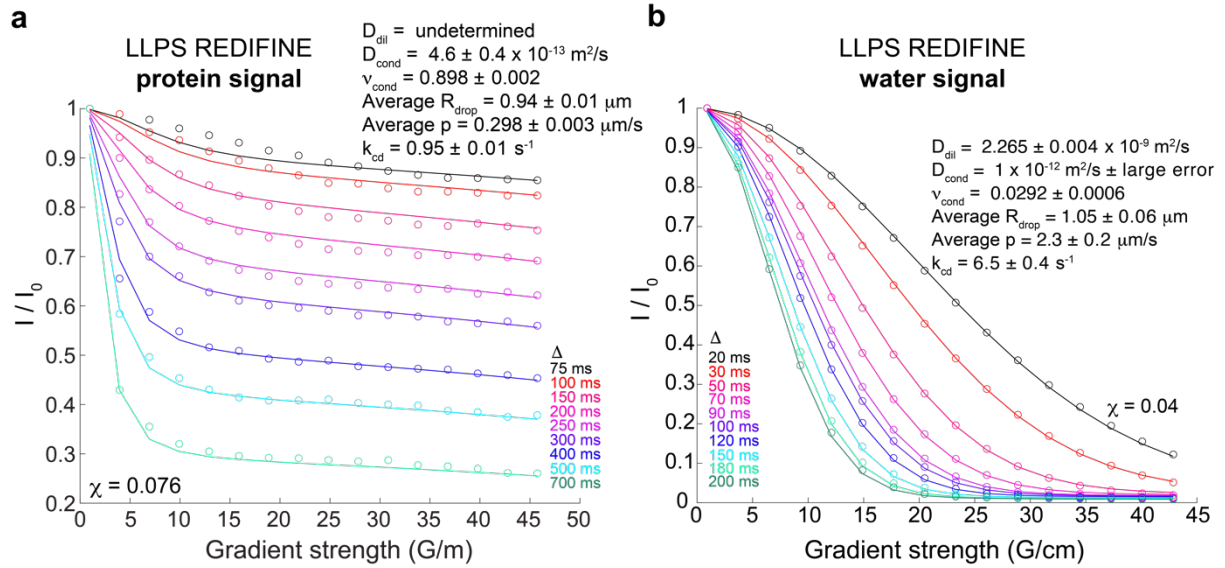 a
LLPS REDIFINE
protein signal
D_dil = undetermined
D_cond = 4.6 ± 0.4 x 10⁻¹³ m²/s
ν_cond = 0.898 ± 0.002
Average R_drop = 0.94 ± 0.01 μm
Average p = 0.298 ± 0.003 μm/s
k_cd = 0.95 ± 0.01 s⁻¹
1
0.9
0.8
0.7
0.6
0.5
0.4
0.3
0.2
I / I₀
Δ
75 ms
100 ms
150 ms
200 ms
250 ms
300 ms
400 ms
500 ms
700 ms
χ = 0.076
0 5 10 15 20 25 30 35 40 45 50
Gradient strength (G/m)
b
LLPS REDIFINE
water signal
D_dil = 2.265 ± 0.004 x 10⁻⁹ m²/s
D_cond = 1 x 10⁻¹² m²/s ± large error
ν_cond = 0.0292 ± 0.0006
Average R_drop = 1.05 ± 0.06 μm
Average p = 2.3 ± 0.2 μm/s
k_cd = 6.5 ± 0.4 s⁻¹
1
0.9
0.8
0.7
0.6
0.5
0.4
0.3
0.2
0.1
0
I / I₀
Δ
20 ms
30 ms
50 ms
70 ms
90 ms
100 ms
120 ms
150 ms
180 ms
200 ms
χ = 0.04
0 5 10 15 20 25 30 35 40 45
Gradient strength (G/cm)